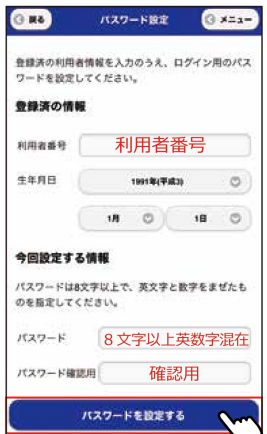 戻る パスワード設定 メニュー
登録済の利用者情報を入力のうえ、ログイン用のパス
ワードを設定してください。
登録済の情報
利用者番号 利用者番号
生年月日 1991年(平成3)
1月 1日
今回設定する情報
パスワードは8文字以上で、英文字と数字をまぜたも
のを指定してください。
パスワード 8文字以上英数字混在
パスワード確認用 確認用
パスワードを設定する